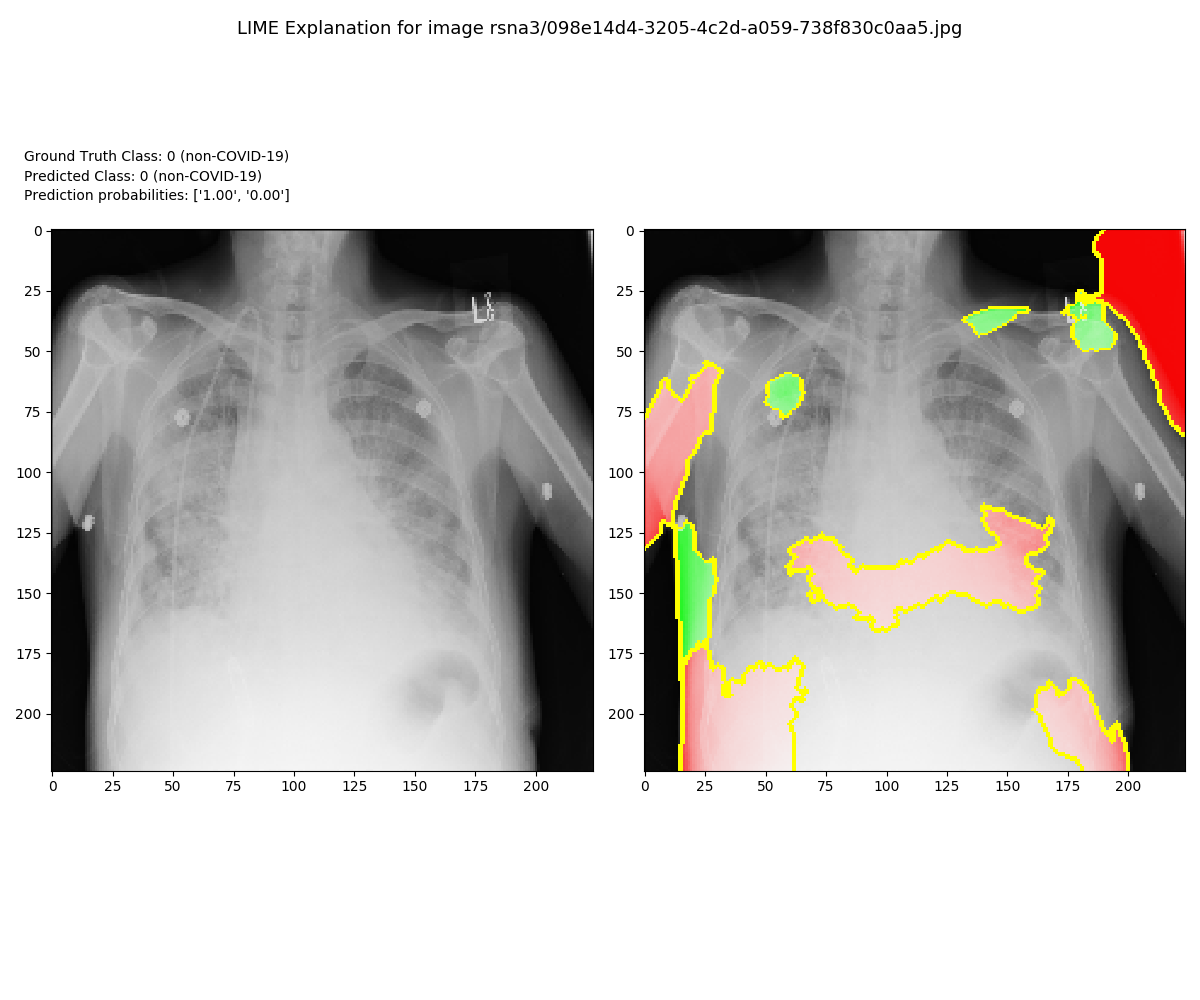 LIME Explanation for image rsna3/098e14d4-3205-4c2d-a059-738f830c0aa5.jpg
Ground Truth Class: 0 (non-COVID-19)
Predicted Class: 0 (non-COVID-19)
Prediction probabilities: ['1.00', '0.00']
0
25
50
75
100
125
150
175
200
0 25 50 75 100 125 150 175 200
0
25
50
75
100
125
150
175
200
0 25 50 75 100 125 150 175 200
L